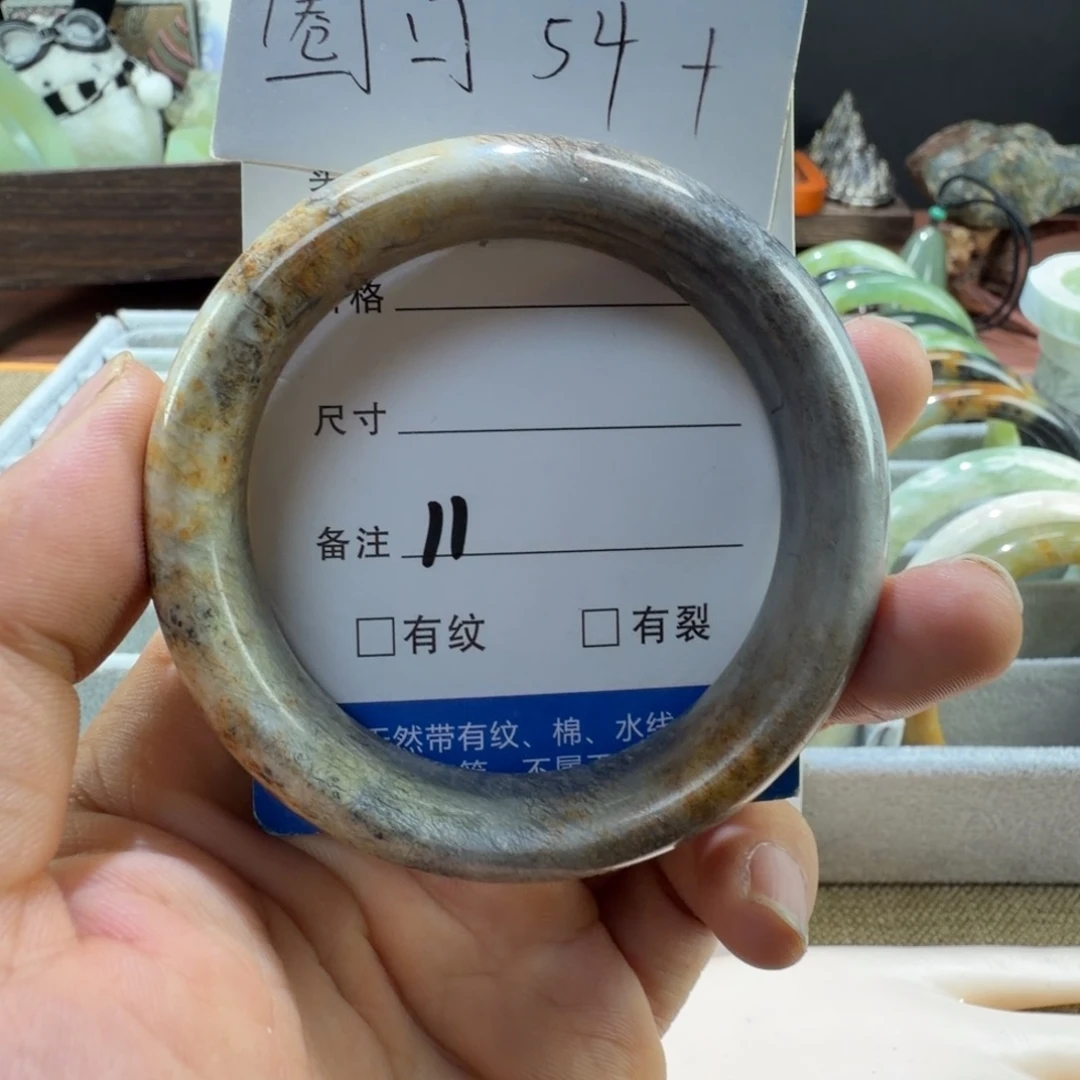 圈口 54+
格
尺寸
备注 11
□有纹 □有裂
然带有纹、棉、水线